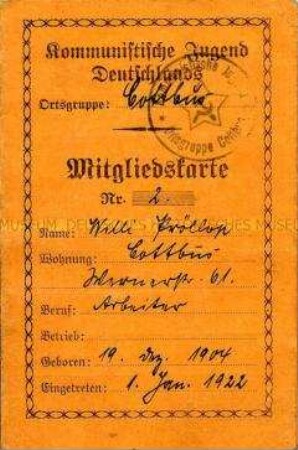 Kommunistische Jugend
Deutschlands
Ortsgruppe: Cottbus
Mitgliedskarte
Nr. 2.
Name: Willi
Wohnung: Cottbus
Wernerstr. 61.
Beruf: Arbeiter
Betrieb:
Geboren: 19. Dez. 1904
Eingetreten: 1. Jan. 1922